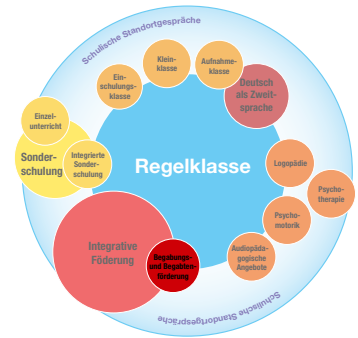 Schulische Standortgespräche
Klein-
klasse
Aufnahme-
klasse
Ein-
schulungs-
klasse
Deutsch
als Zweit-
sprache
Einzel-
unterricht
Sonder-
schulung
Integrierte
Sonder-
schulung
Regelklasse
Logopädie
Psycho-
therapie
Psycho-
motorik
Audiopäda-
gogische
Angebote
Integrative
Föderung
Begabungs-
und Begabten-
förderung
Schulische Standortgespräche